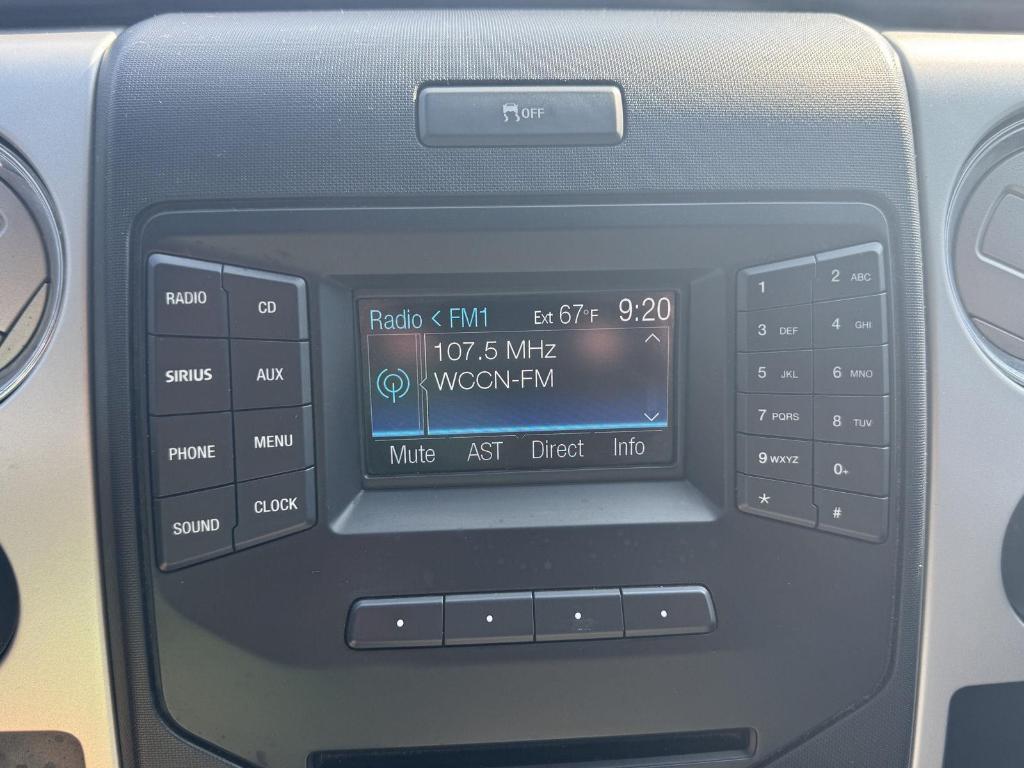 OFF
Radio < FM1 Ext 67°F 9:20
107.5 MHz
WCCN-FM
Mute AST Direct Info
RADIO CD
SIRIUS AUX
PHONE MENU
SOUND CLOCK
1 2 ABC
3 DEF 4 GHI
5 JKL 6 MNO
7 PQRS 8 TUV
9 WXYZ 0+
* #